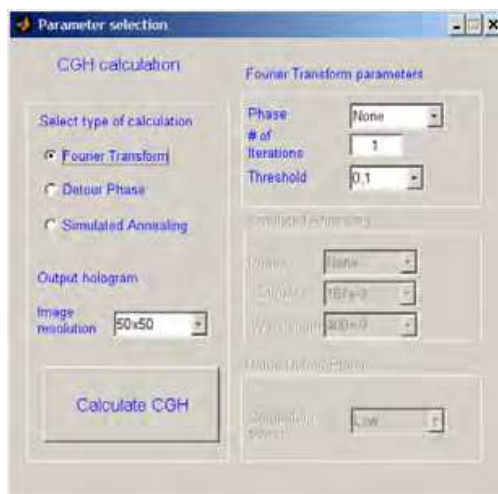 Parameter selection
CGH calculation
Select type of calculation
Fourier Transform
Detour Phase
Simulated Annealing
Output hologram
Image
resolution
50x50
Calculate CGH
Fourier Transform parameters
Phase
None
# of
Iterations
1
Threshold
0.1
Simulated Annealing
None
Low